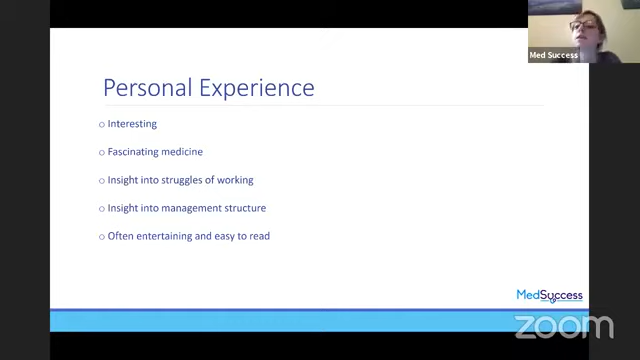 Med Success
Personal Experience
Interesting
Fascinating medicine
Insight into struggles of working
Insight into management structure
Often entertaining and easy to read
MedSuccess
zoom